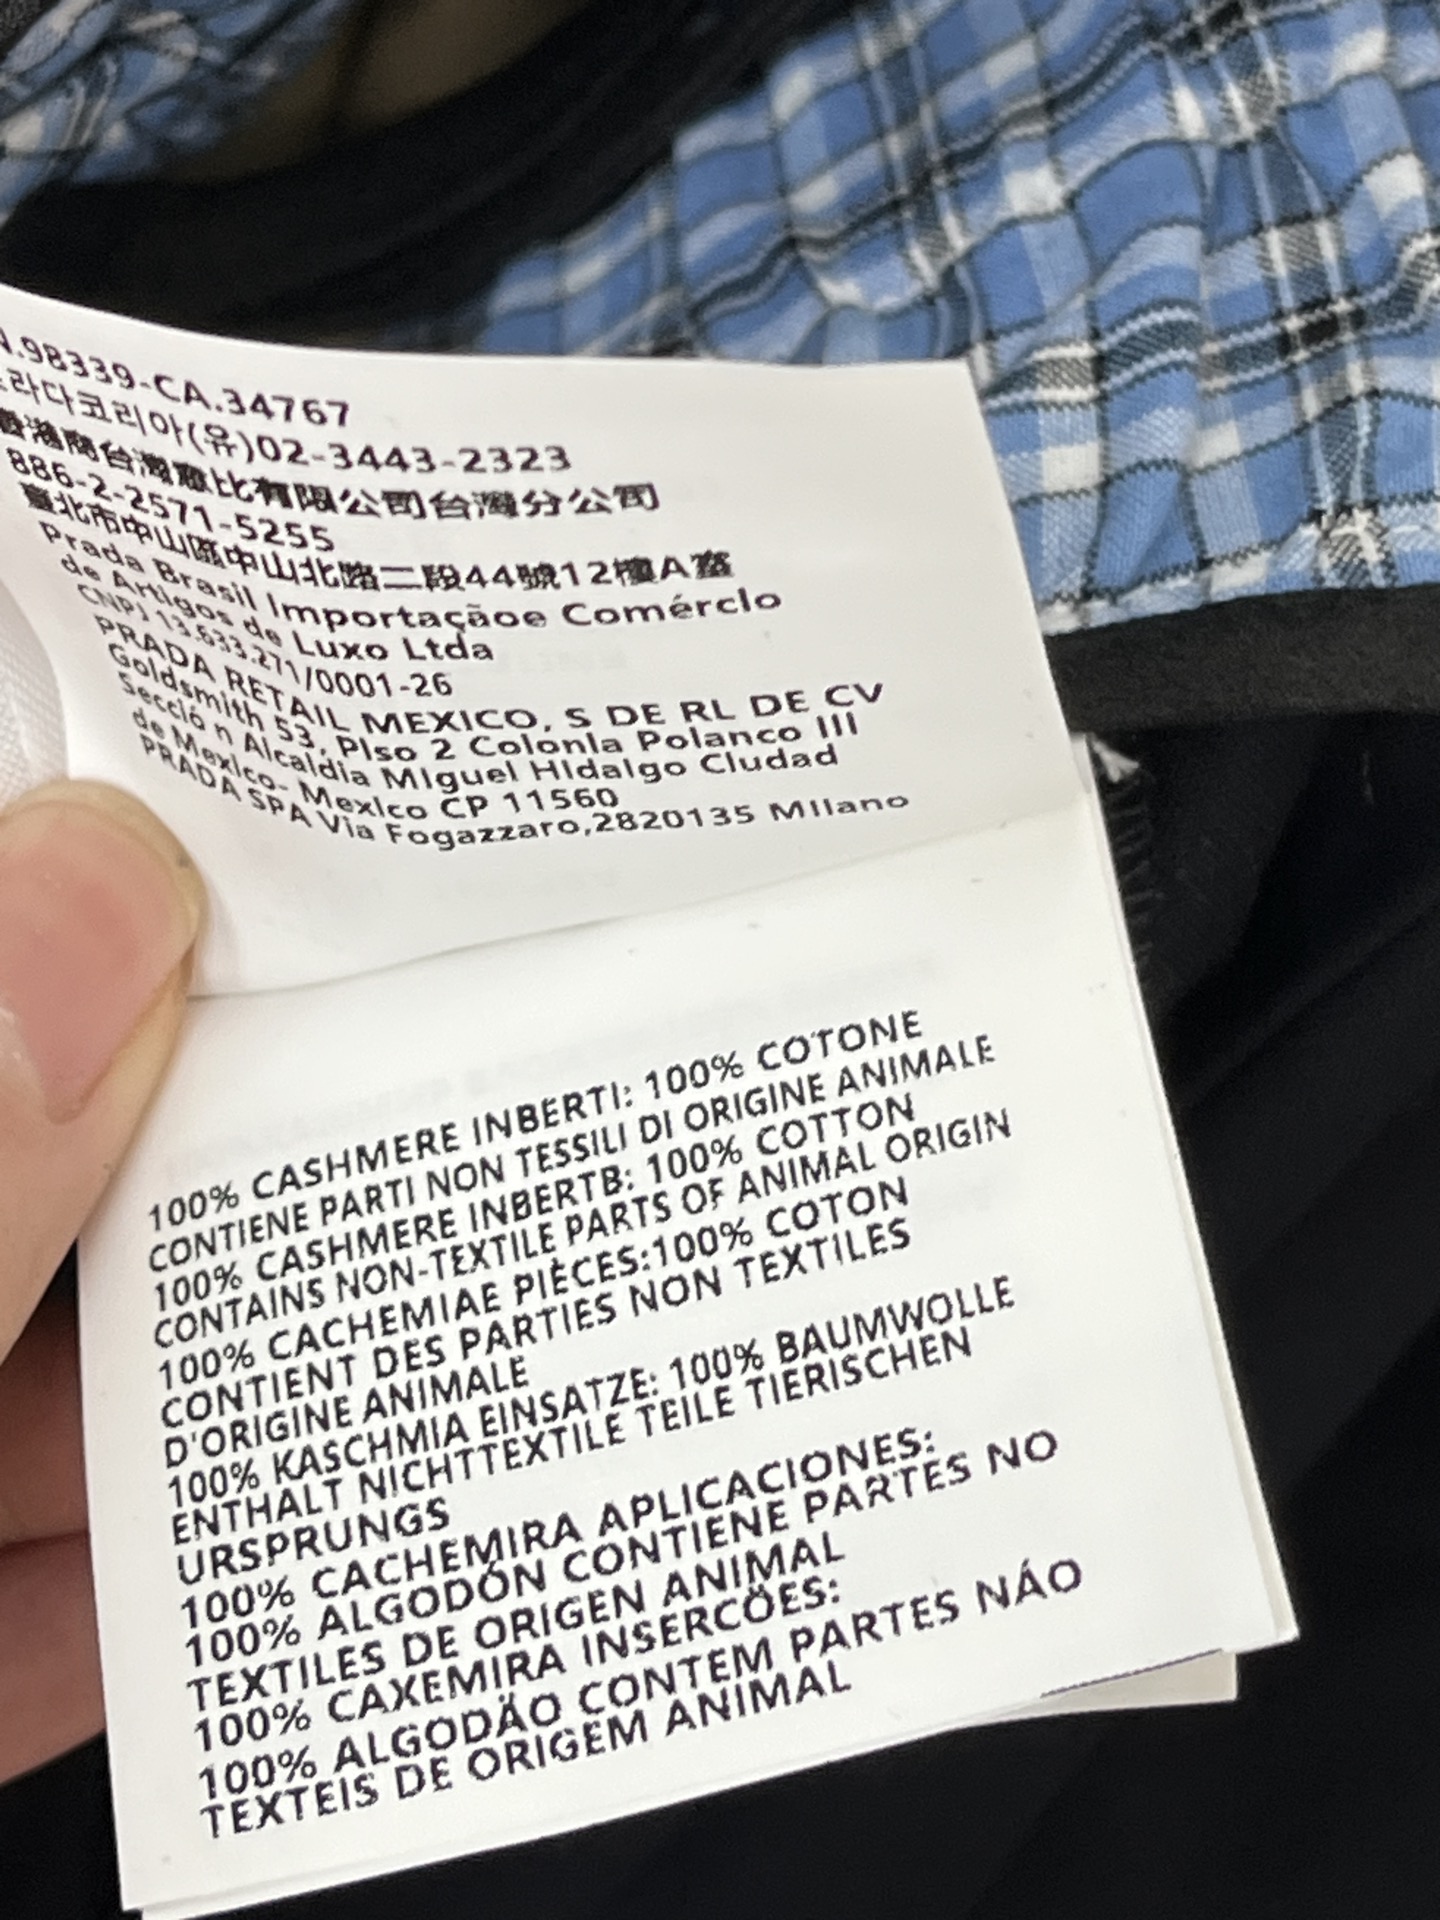 .98339-CA.34767
라다코리아(유)02-3443-2323
香港商台灣歐比有限公司台灣分公司
886-2-2571-5255
臺北市中山區中山北路二段44號12樓A室
Prada Brasil Importaçãoe Comérclo
de Artigos de Luxo Ltda
CNPJ 13.633.271/0001-26
PRADA RETAIL MEXICO, S DE RL DE CV
Goldsmith 53, Plso 2 Colonla Polanco III
Secció n Alcaldia Mlguel Hldalgo Cludad
de Mexlco- Mexlco CP 11560
PRADA SPA Via Fogazzaro,2820135 Mllano
100% CASHMERE INBERTI: 100% COTONE
CONTIENE PARTI NON TESSILI DI ORIGINE ANIMALE
100% CASHMERE INBERTB: 100% COTTON
CONTAINS NON-TEXTILE PARTS OF ANIMAL ORIGIN
100% CACHEMIAE PIÈCES:100% COTON
CONTIENT DES PARTIES NON TEXTILES
D'ORIGINE ANIMALE
100% KASCHMIA EINSATZE: 100% BAUMWOLLE
ENTHALT NICHTTEXTILE TEILE TIERISCHEN
URSPRUNGS
100% CACHEMIRA APLICACIONES:
100% ALGODÓN CONTIENE PARTES NO
TEXTILES DE ORIGEN ANIMAL
100% CAXEMIRA INSERCÖES:
100% ALGODÄO CONTEM PARTES NÁO
TEXTEIS DE ORIGEM ANIMAL